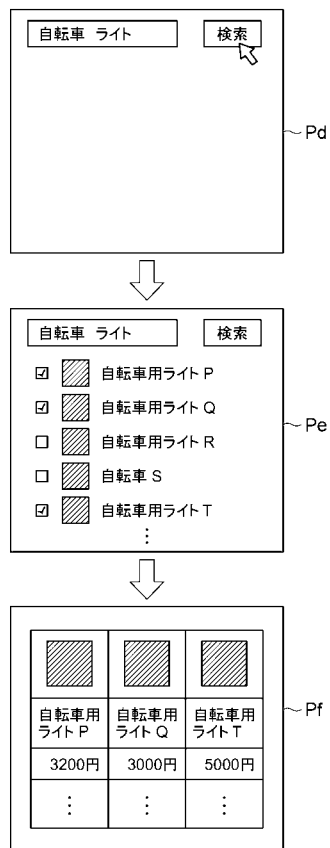 自転車 ライト 検索
Pd
自転車 ライト 検索
自転車用ライト P
自転車用ライト Q
自転車用ライト R
自転車 S
自転車用ライト T
⋮
Pe
自転車用 自転車用 自転車用
ライト P ライト Q ライト T
3200円 3000円 5000円
⋮ ⋮ ⋮
Pf